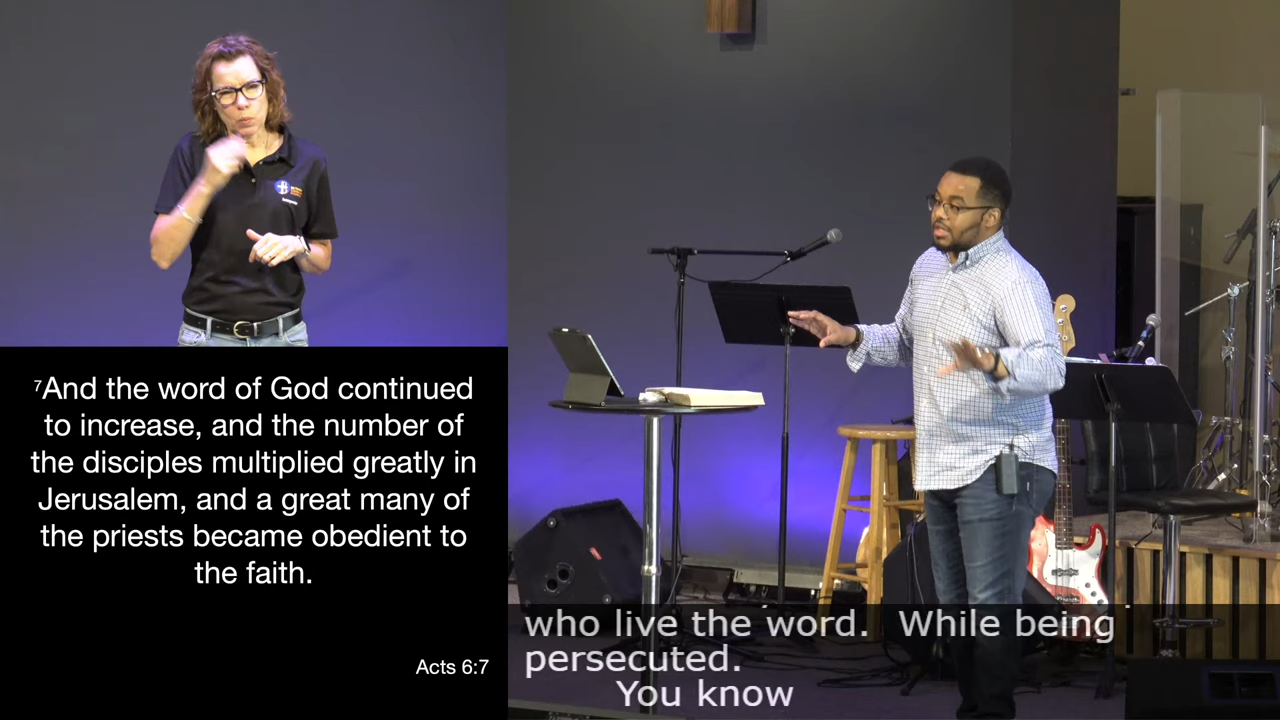 ⁷And the word of God continued
to increase, and the number of
the disciples multiplied greatly in
Jerusalem, and a great many of
the priests became obedient to
the faith.
Acts 6:7
who live the word.  While being
persecuted.
You know